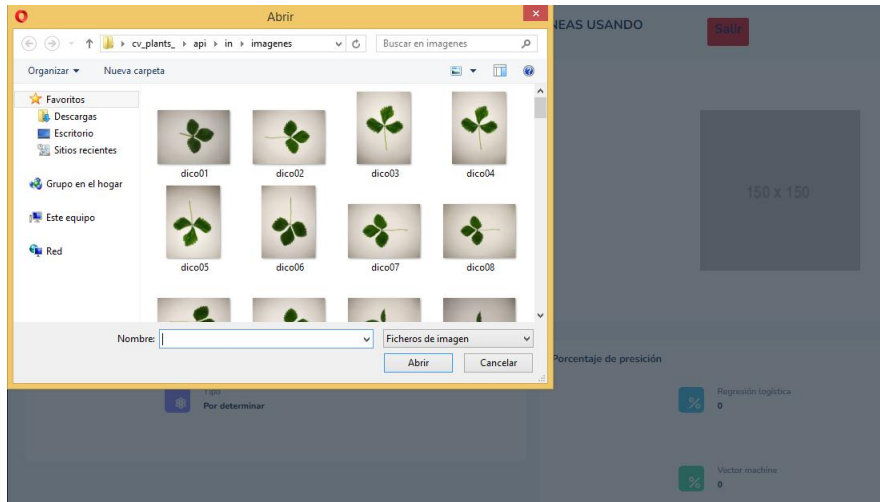 Abrir
NEAS USANDO
Salir
cv_plants_ api in imagenes
Buscar en imagenes
Organizar
Nueva carpeta
Favoritos
Descargas
Escritorio
Sitios recientes
Grupo en el hogar
Este equipo
Red
dico01 dico02 dico03 dico04
dico05 dico06 dico07 dico08
150 x 150
Nombre:
Ficheros de imagen
Abrir
Cancelar
Porcentaje de presición
Tipo
Por determinar
Regresión logística
0
Vector machine
0